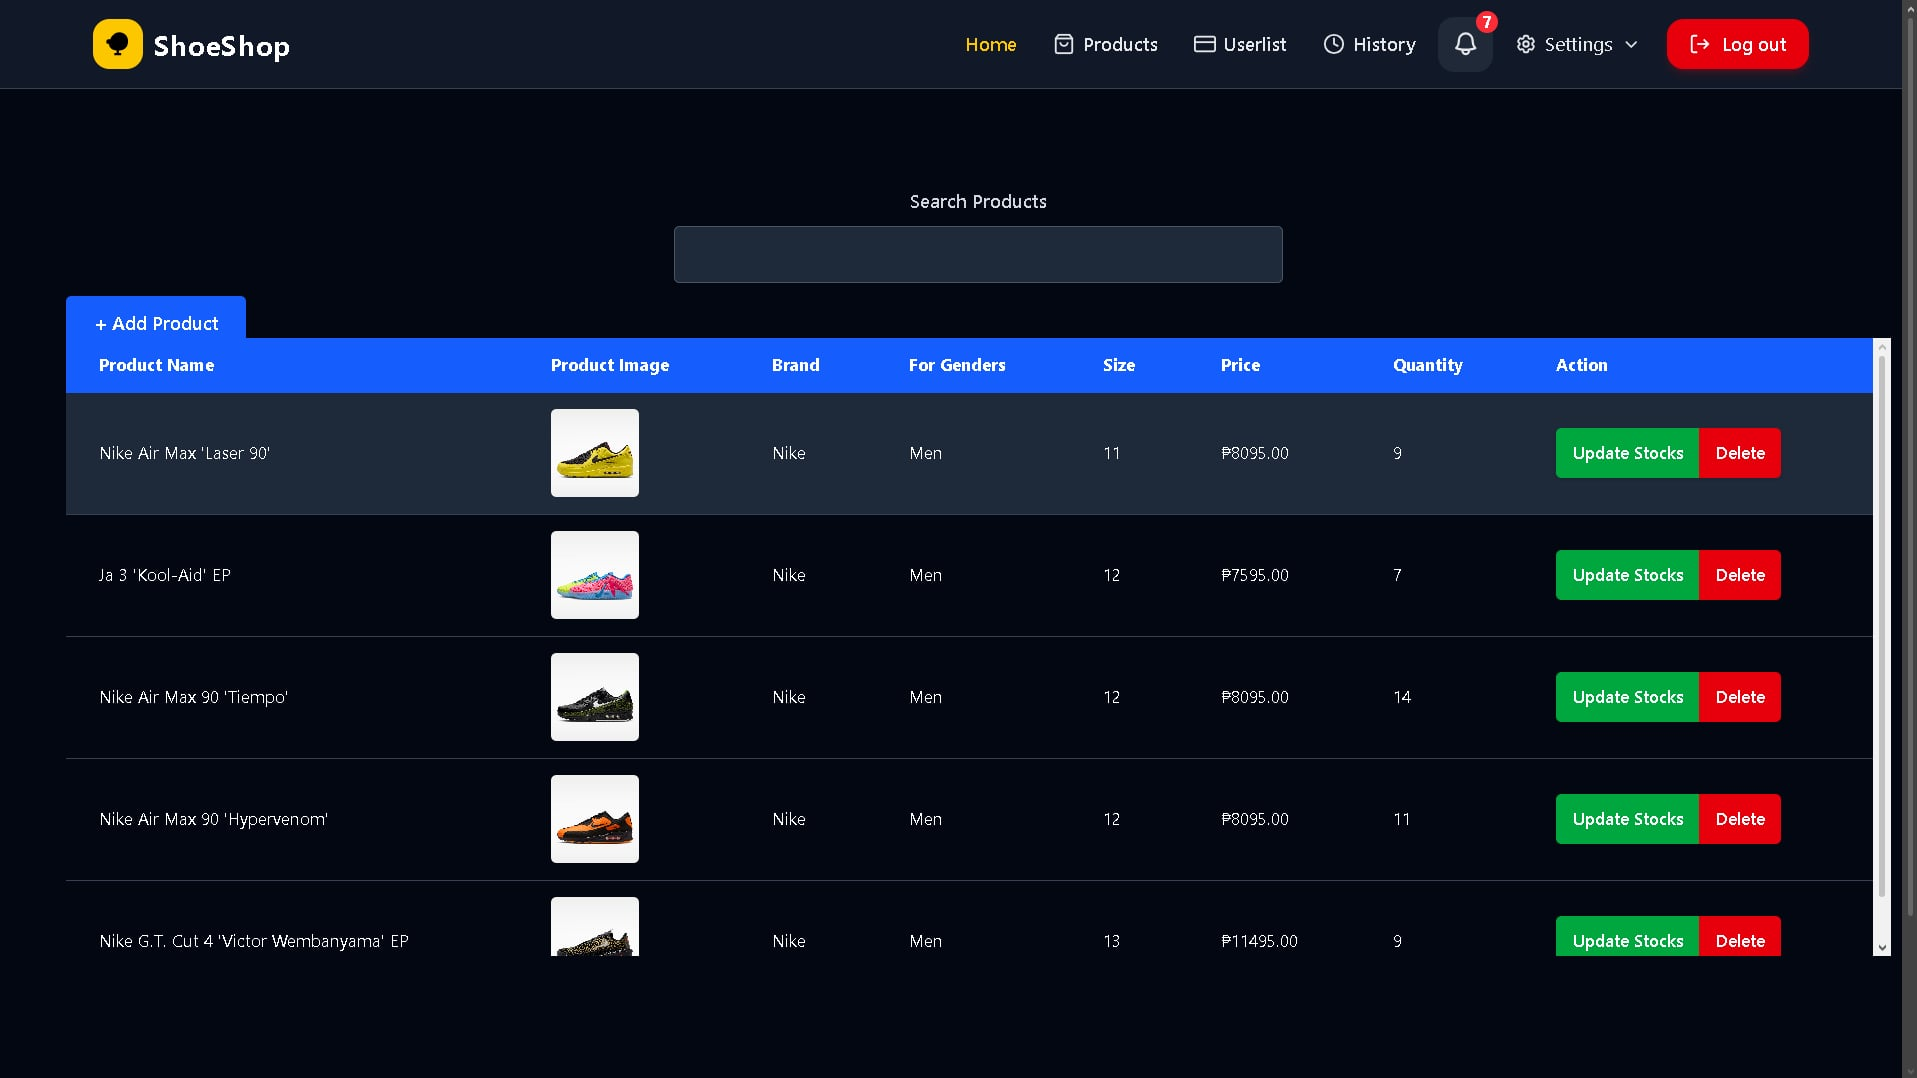 ShoeShop
Home Products Userlist History 7 Settings Log out
Search Products
+ Add Product
Product Name Product Image Brand For Genders Size Price Quantity Action
Nike Air Max 'Laser 90' Nike Men 11 ₱8095.00 9 Update Stocks Delete
Ja 3 'Kool-Aid' EP Nike Men 12 ₱7595.00 7 Update Stocks Delete
Nike Air Max 90 'Tiempo' Nike Men 12 ₱8095.00 14 Update Stocks Delete
Nike Air Max 90 'Hypervenom' Nike Men 12 ₱8095.00 11 Update Stocks Delete
Nike G.T. Cut 4 'Victor Wembanyama' EP Nike Men 13 ₱11495.00 9 Update Stocks Delete